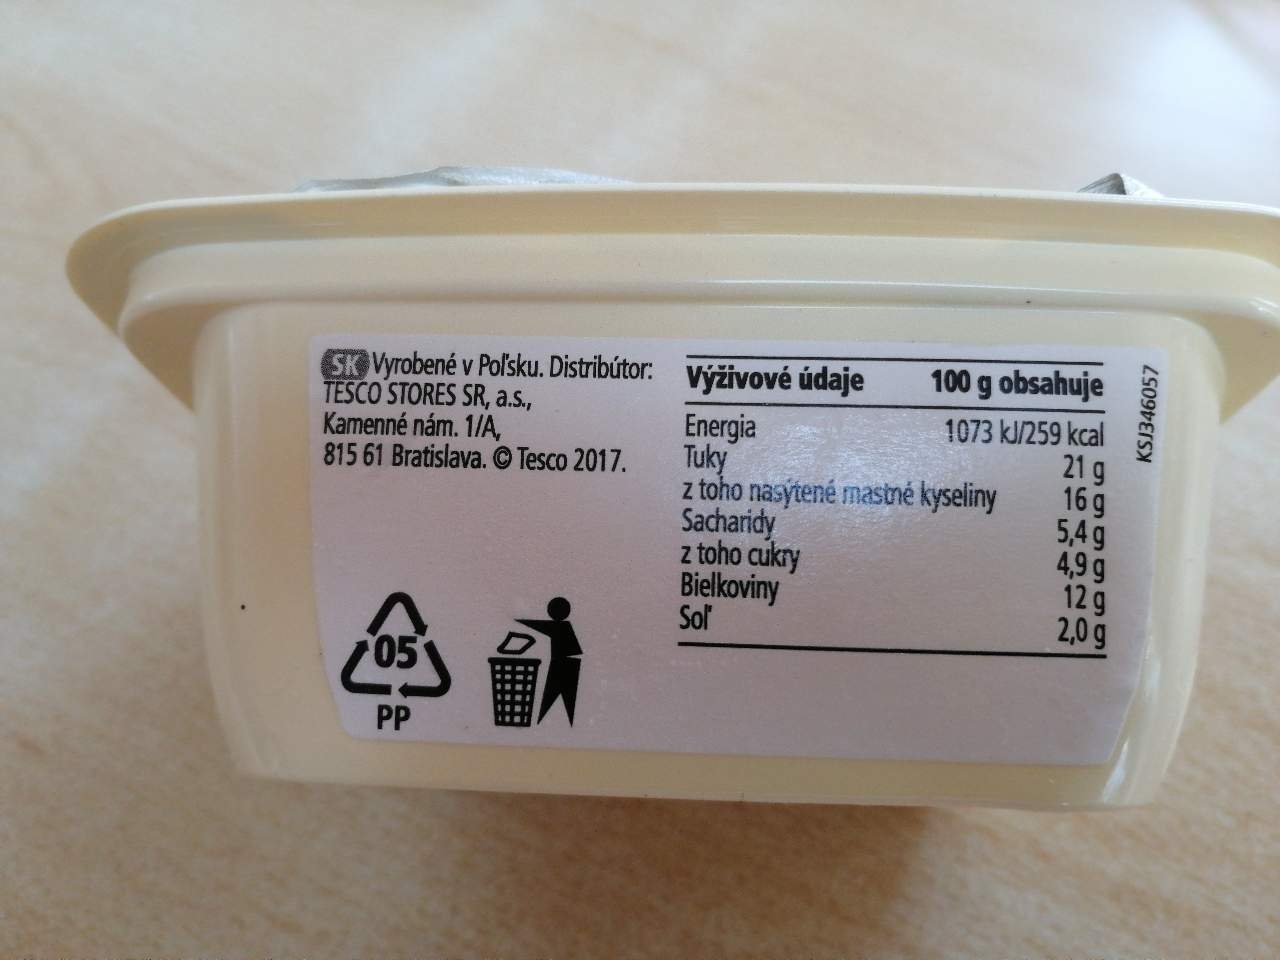 SK Vyrobené v Poľsku. Distribútor:
TESCO STORES SR, a.s.,
Kamenné nám. 1/A,
815 61 Bratislava. © Tesco 2017.
05
PP
Výživové údaje 100 g obsahuje
Energia 1073 kJ/259 kcal
Tuky 21 g
z toho nasýtené mastné kyseliny 16 g
Sacharidy 5,4 g
z toho cukry 4,9 g
Bielkoviny 12 g
Soľ 2,0 g
KSJ346057